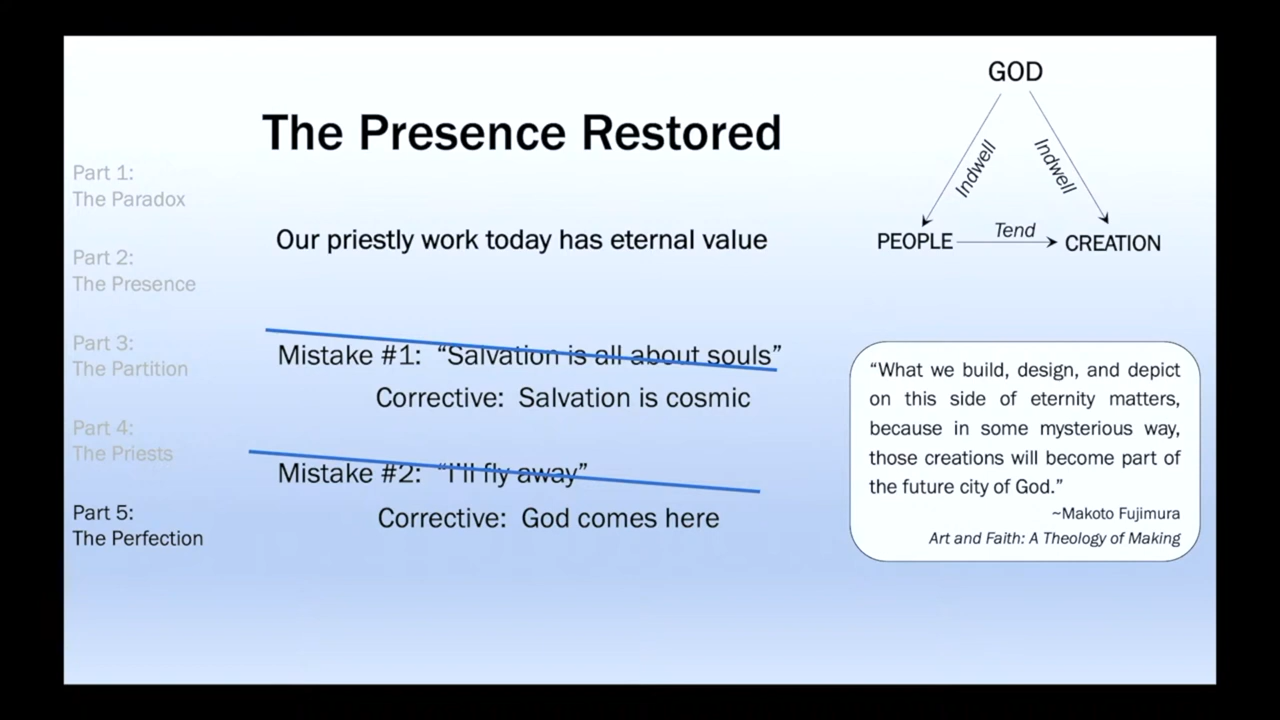 The Presence Restored
Part 1:
The Paradox
Part 2:
The Presence
Part 3:
The Partition
Part 4:
The Priests
Part 5:
The Perfection
Our priestly work today has eternal value
Mistake #1: “Salvation is all about souls”
Corrective: Salvation is cosmic
Mistake #2: “I’ll fly away”
Corrective: God comes here
GOD
Indwell
Indwell
PEOPLE
Tend
CREATION
“What we build, design, and depict
on this side of eternity matters,
because in some mysterious way,
those creations will become part of
the future city of God.”
~Makoto Fujimura
Art and Faith: A Theology of Making